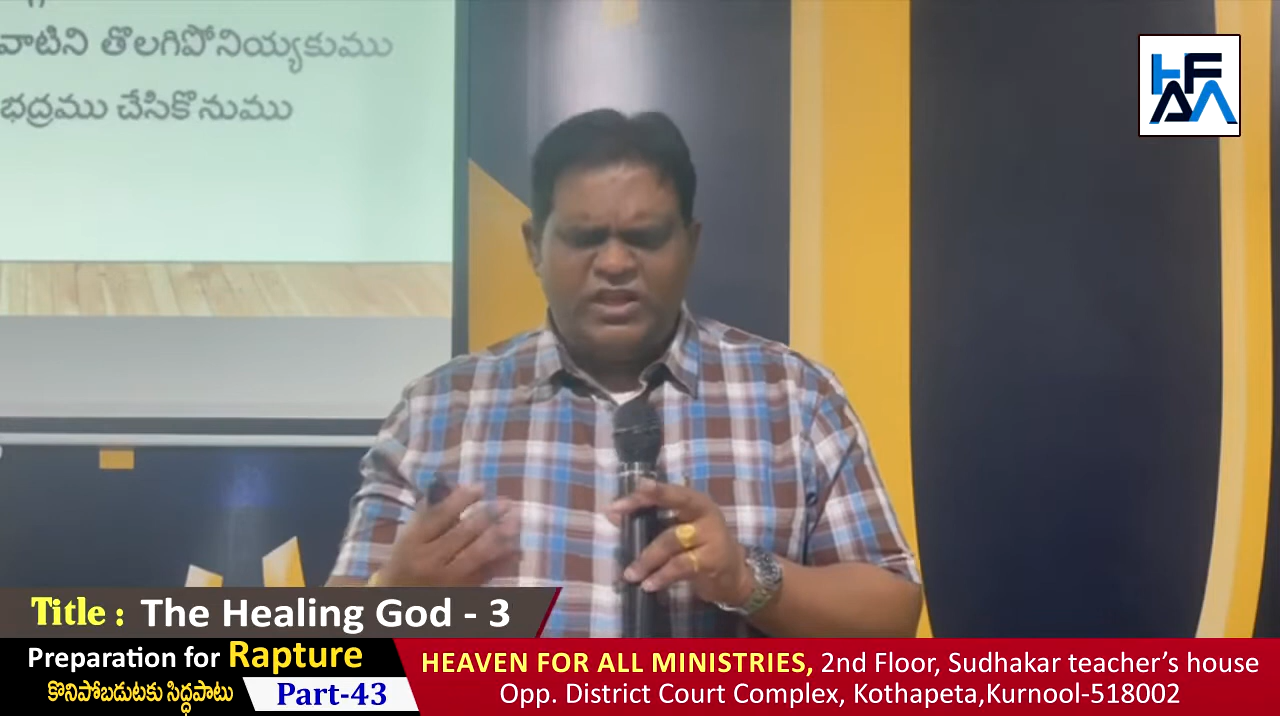 వాటిని తొలగిపోనియ్యకుము
భద్రము చేసికొనుము
HFAM
Title : The Healing God - 3
Preparation for Rapture
కొనిపోబడుటకు సిద్ధపాటు
Part-43
HEAVEN FOR ALL MINISTRIES, 2nd Floor, Sudhakar teacher's house
Opp. District Court Complex, Kothapeta,Kurnool-518002